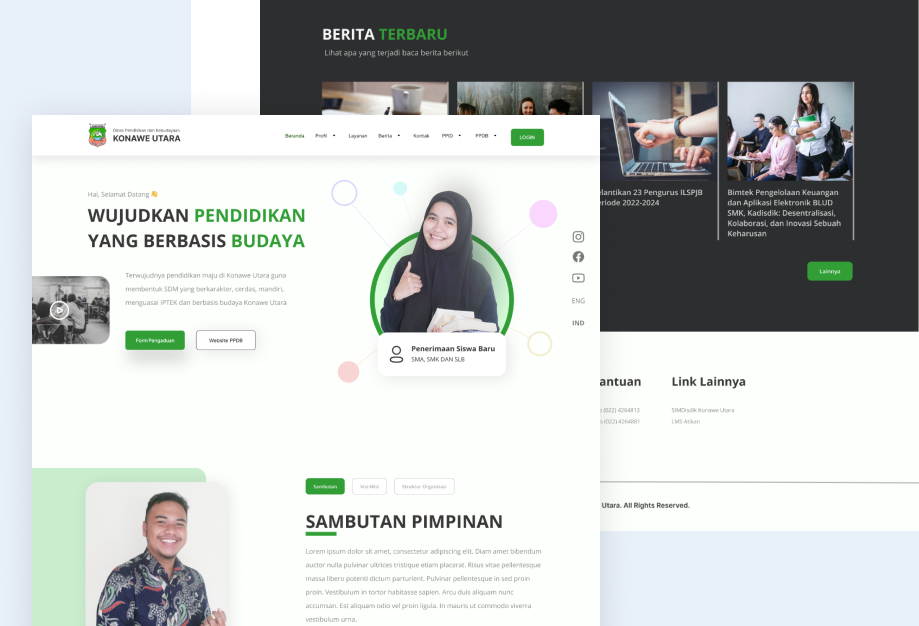 BERITA TERBARU
Lihat apa yang terjadi baca berita berikut
Dinas Pendidikan dan Kebudayaan
KONAWE UTARA
Beranda
Profil
Layanan
Berita
Kontak
PPID
PPDB
LOGIN
Hai, Selamat Datang 👋
WUJUDKAN PENDIDIKAN
YANG BERBASIS BUDAYA
Terwujudnya pendidikan maju di Konawe Utara guna
membentuk SDM yang berkarakter, cerdas, mandiri,
menguasai IPTEK dan berbasis budaya Konawe Utara
Form Pengaduan
Website PPDB
Penerimaan Siswa Baru
SMA, SMK DAN SLB
ENG
IND
elantikan 23 Pengurus ILSPJB
eriode 2022-2024
Bimtek Pengelolaan Keuangan
dan Aplikasi Elektronik BLUD
SMK, Kadisdik: Desentralisasi,
Kolaborasi, dan Inovasi Sebuah
Keharusan
Lainnya
antuan
(022) 4264813
(022) 4264881
Link Lainnya
SIMDisdik Konawe Utara
LMS Atikan
Utara. All Rights Reserved.
Sambutan
Visi-Misi
Struktur Organisasi
SAMBUTAN PIMPINAN
Lorem ipsum dolor sit amet, consectetur adipiscing elit. Diam amet bibendum
auctor nulla pulvinar ultrices tristique etiam placerat. Risus vitae pellentesque
massa libero potenti dictum parturient. Pulvinar pellentesque in sed proin
proin. Vestibulum in tortor habitasse sapien. Arcu duis aliquam nunc
accumsan. Est aliquam odio vel proin ligula. In mauris ut commodo viverra
vestibulum urna.